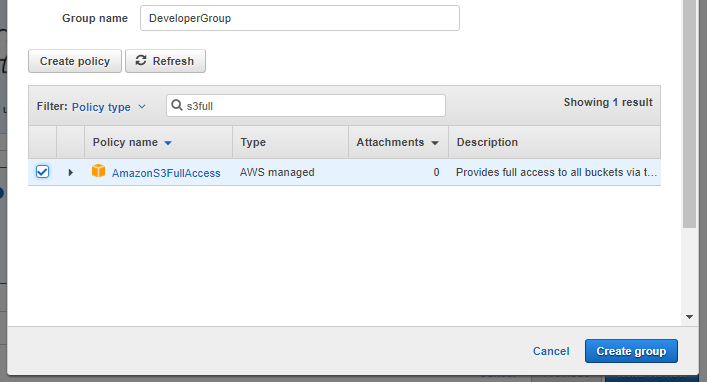 Group name DeveloperGroup
Create policy Refresh
Filter: Policy type s3full Showing 1 result
Policy name Type Attachments Description
AmazonS3FullAccess AWS managed 0 Provides full access to all buckets via t...
Cancel Create group